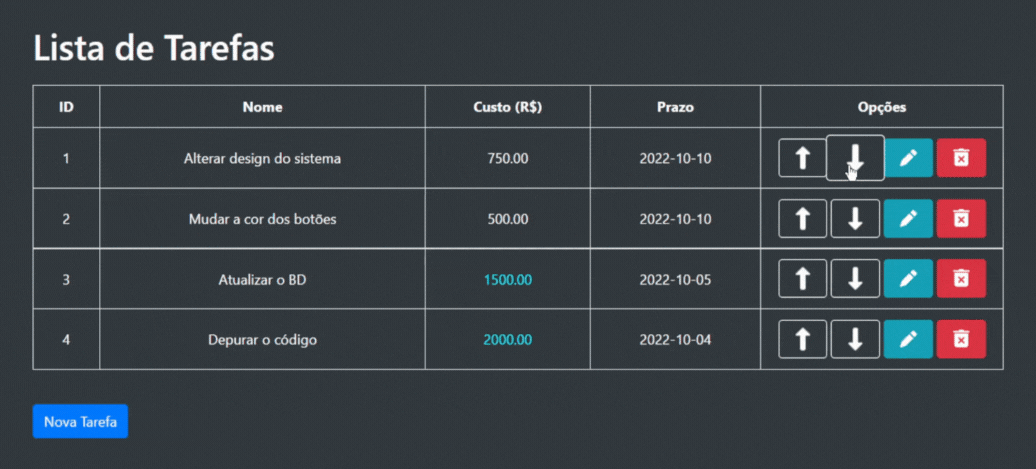 Lista de Tarefas
ID Nome Custo (R$) Prazo Opções
1 Alterar design do sistema 750.00 2022-10-10
2 Mudar a cor dos botões 500.00 2022-10-10
3 Atualizar o BD 1500.00 2022-10-05
4 Depurar o código 2000.00 2022-10-04
Nova Tarefa